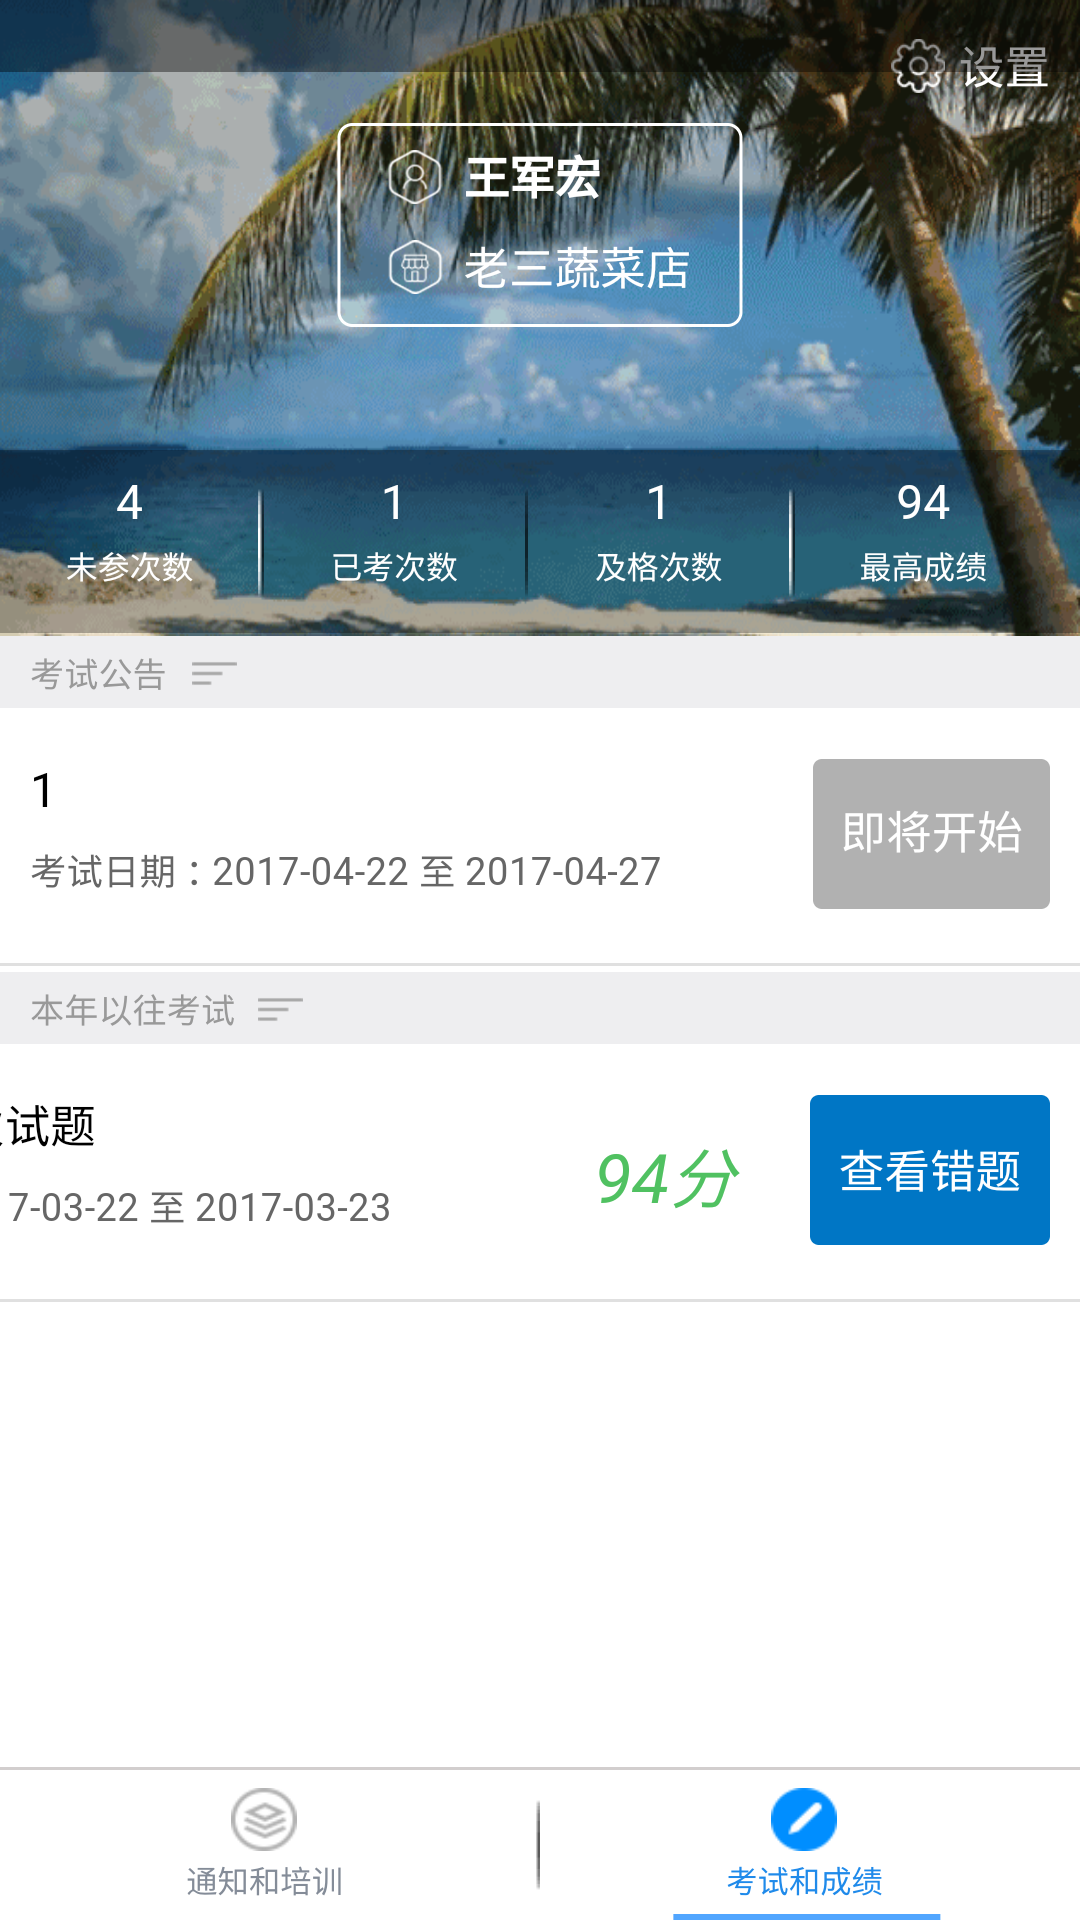 设置
王军宏
老三蔬菜店
4 1 1 94
未参次数 已考次数 及格次数 最高成绩
考试公告
1
即将开始
考试日期：2017-04-22 至 2017-04-27
本年以往考试
试题
94分
查看错题
7-03-22 至 2017-03-23
通知和培训 考试和成绩